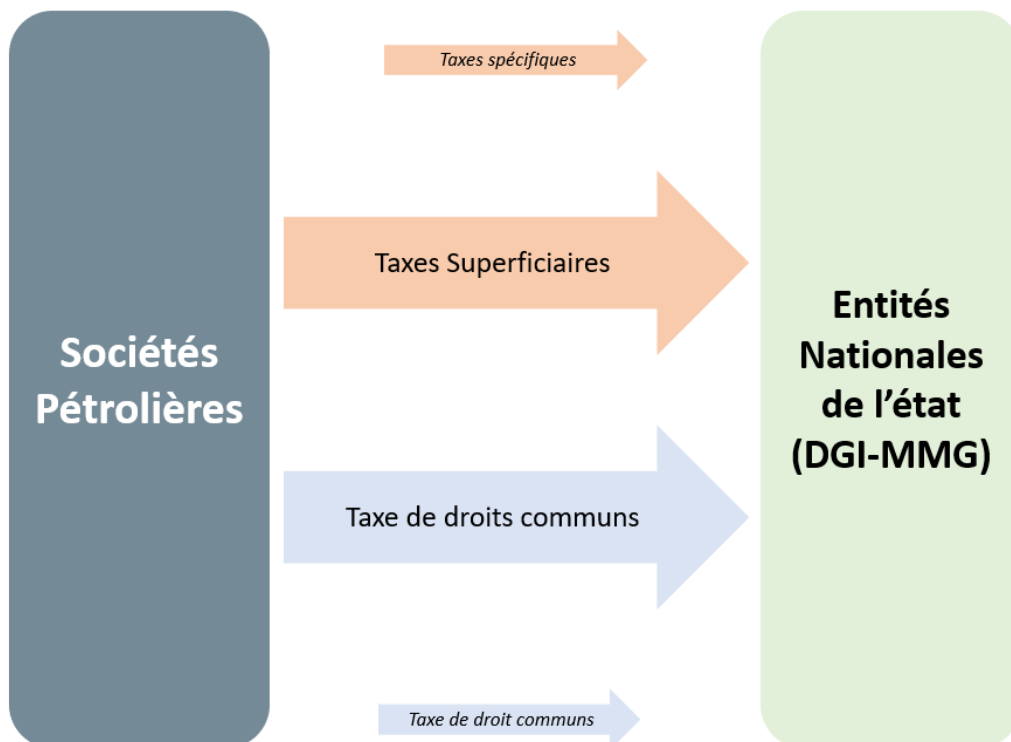 Taxes spécifiques
Taxes Superficiaires
Sociétés
Pétrolières
Entités
Nationales
de l'état
(DGI-MMG)
Taxe de droits communs
Taxe de droit communs